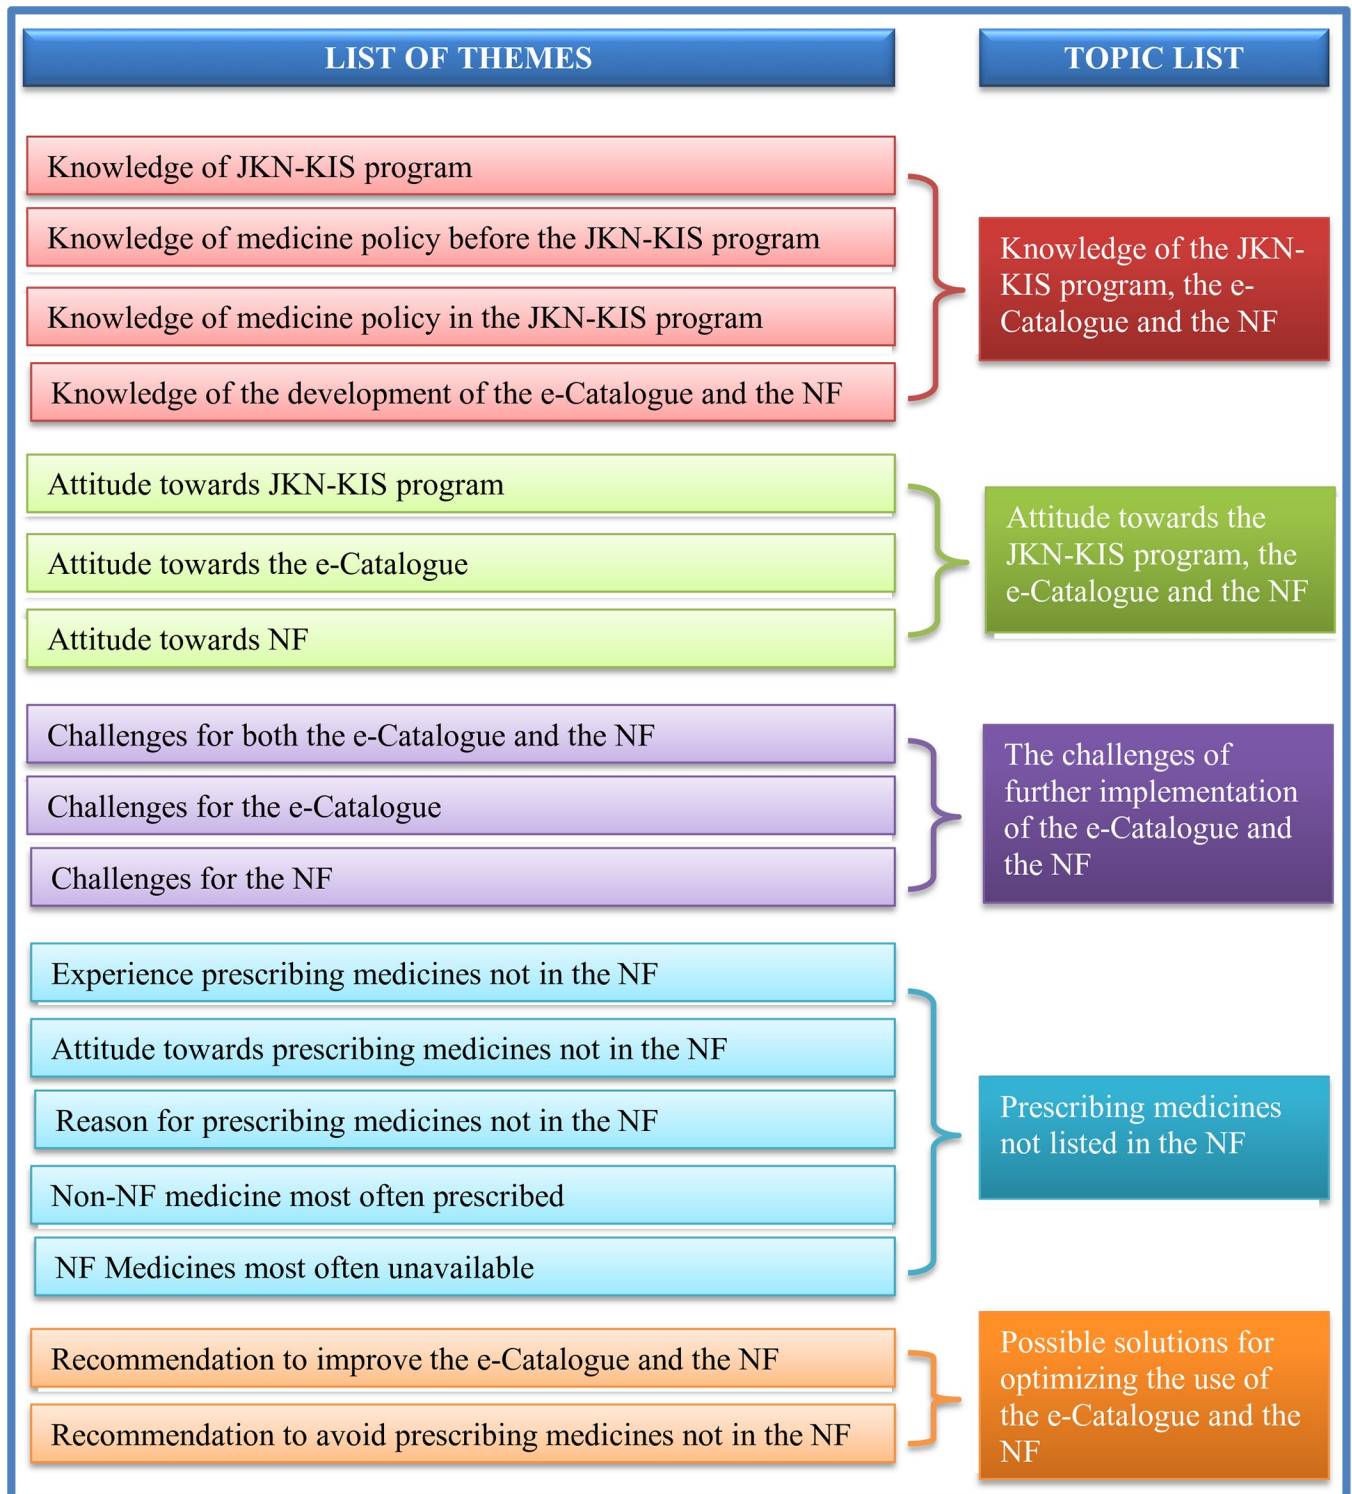 LIST OF THEMES
TOPIC LIST
Knowledge of JKN-KIS program
Knowledge of medicine policy before the JKN-KIS program
Knowledge of medicine policy in the JKN-KIS program
Knowledge of the development of the e-Catalogue and the NF
Knowledge of the JKN-
KIS program, the e-
Catalogue and the NF
Attitude towards JKN-KIS program
Attitude towards the e-Catalogue
Attitude towards NF
Attitude towards the
JKN-KIS program, the
e-Catalogue and the NF
Challenges for both the e-Catalogue and the NF
Challenges for the e-Catalogue
Challenges for the NF
The challenges of
further implementation
of the e-Catalogue and
the NF
Experience prescribing medicines not in the NF
Attitude towards prescribing medicines not in the NF
Reason for prescribing medicines not in the NF
Non-NF medicine most often prescribed
NF Medicines most often unavailable
Prescribing medicines
not listed in the NF
Recommendation to improve the e-Catalogue and the NF
Recommendation to avoid prescribing medicines not in the NF
Possible solutions for
optimizing the use of
the e-Catalogue and the
NF